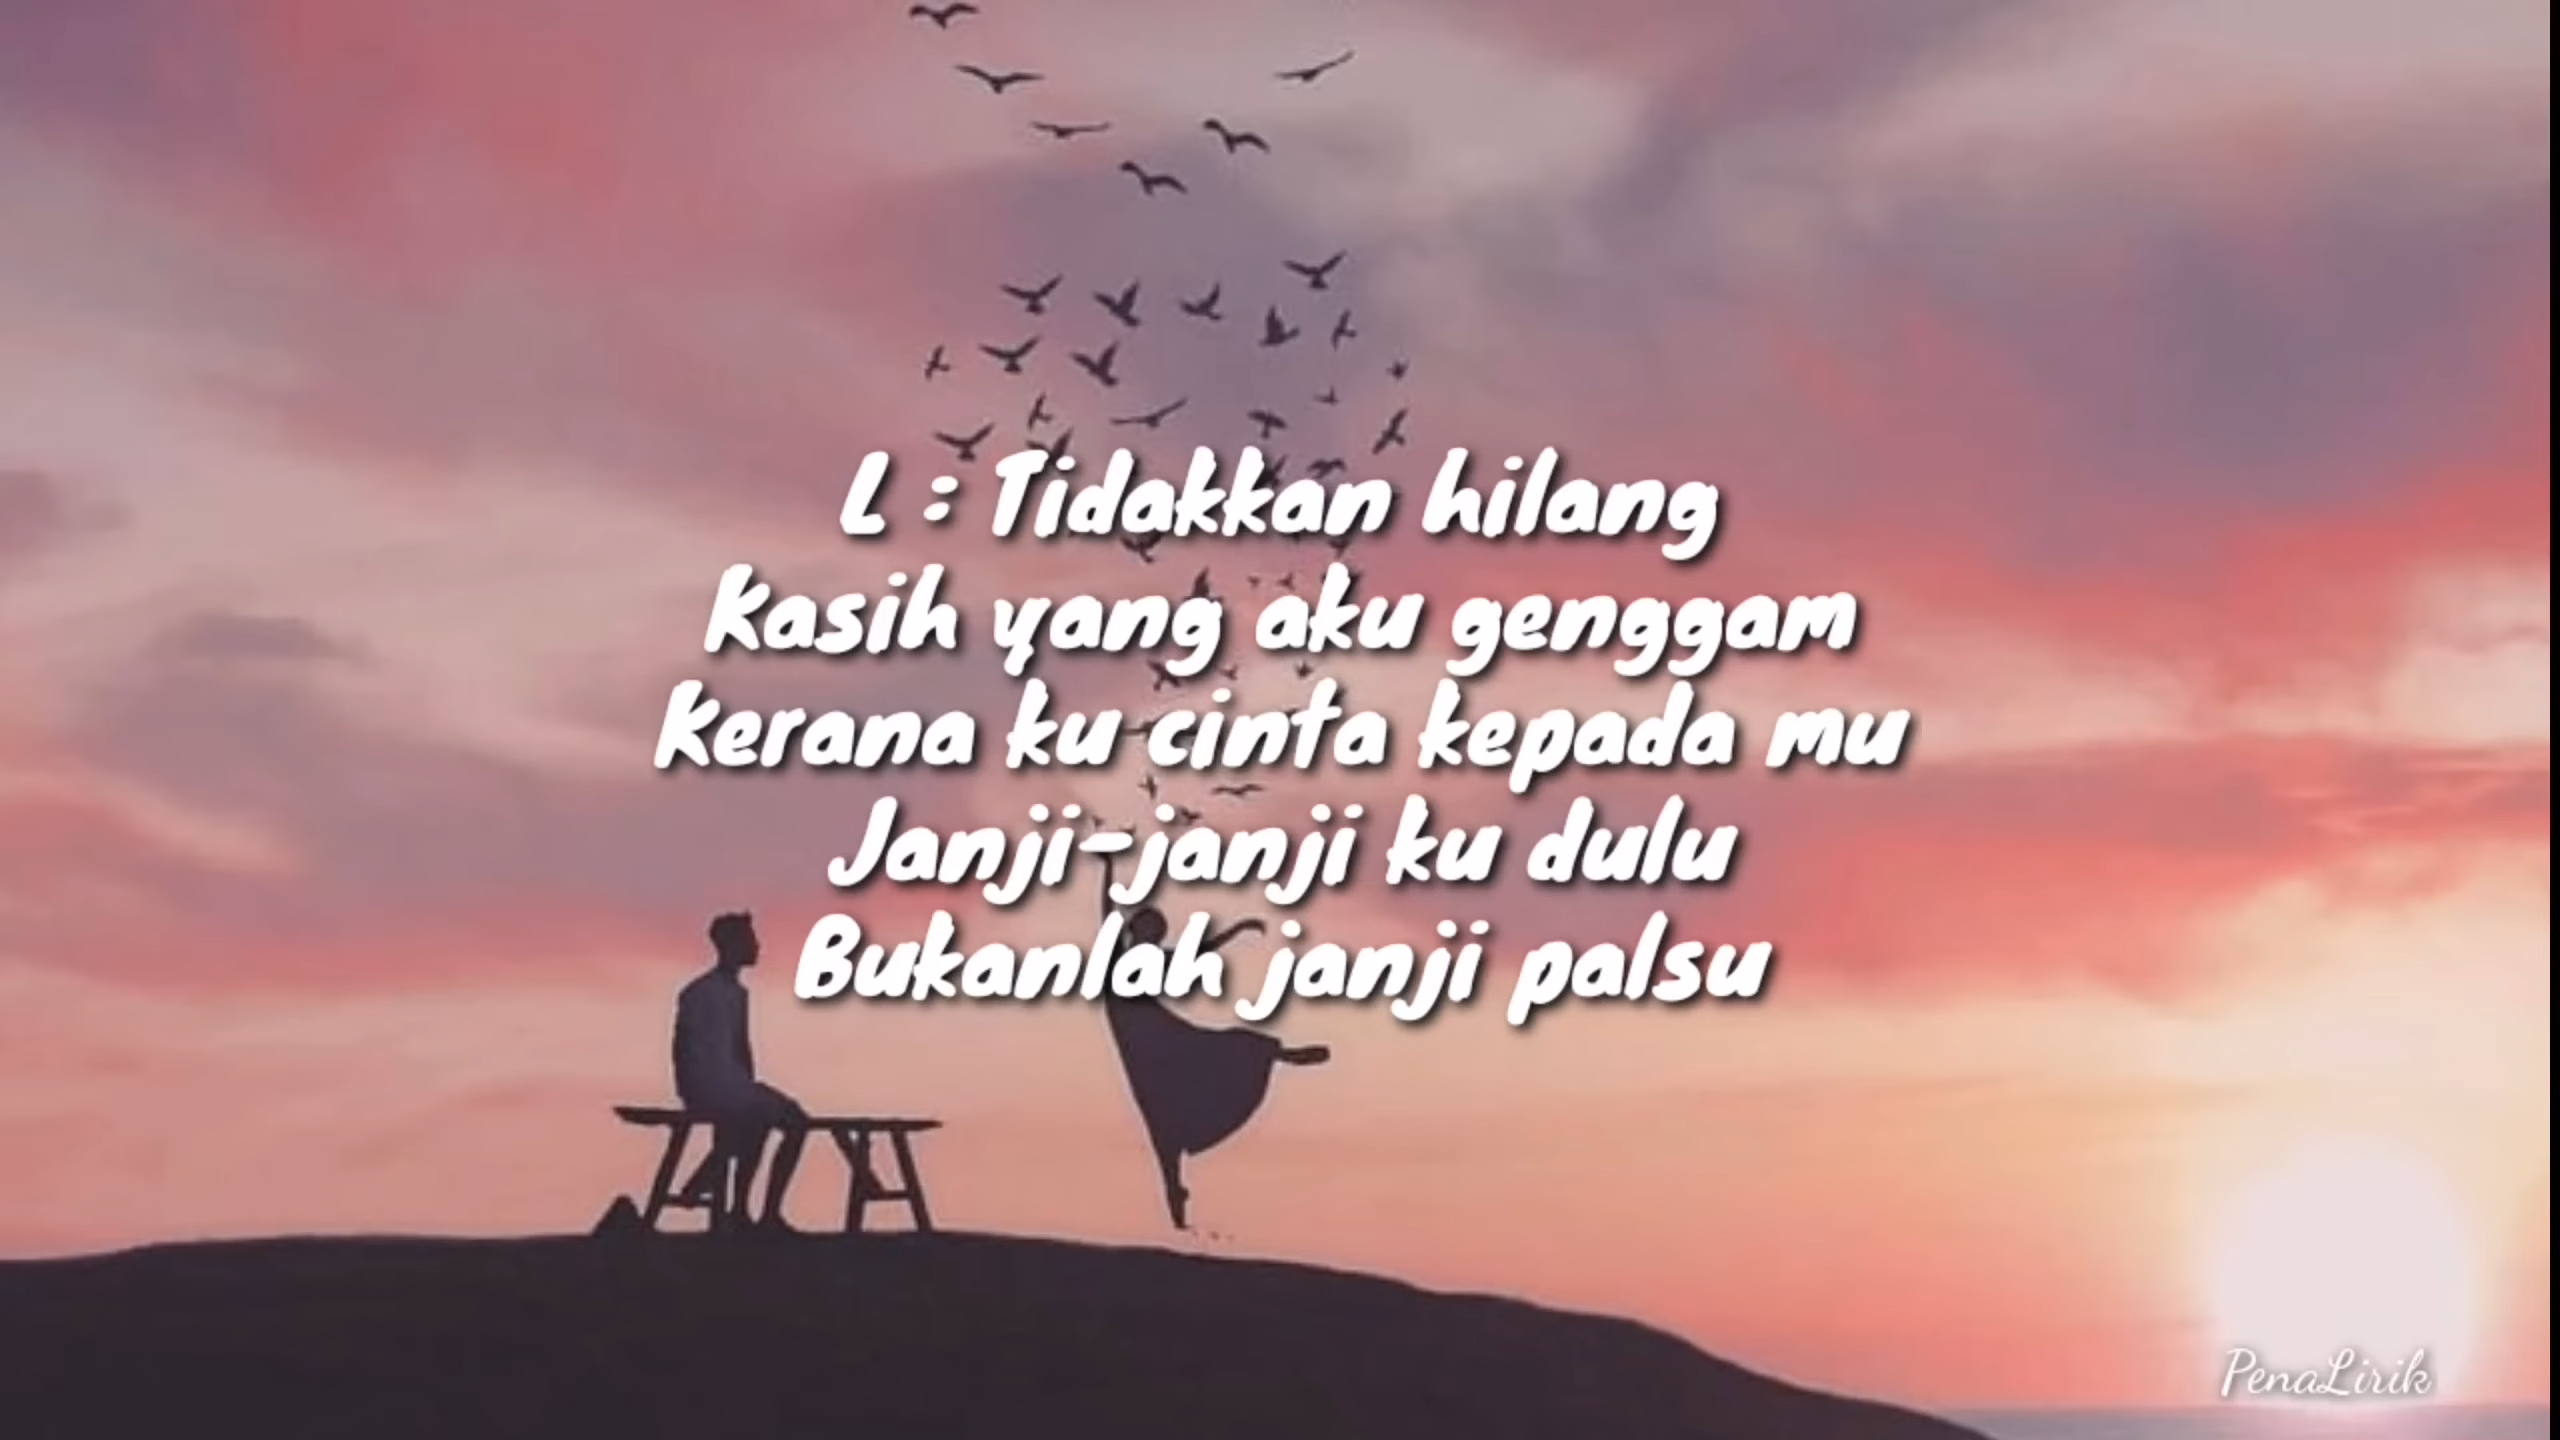 L : Tidakkan hilang
Kasih yang aku genggam
Kerana ku cinta kepada mu
Janji-janji ku dulu
Bukanlah janji palsu
PenaLirik